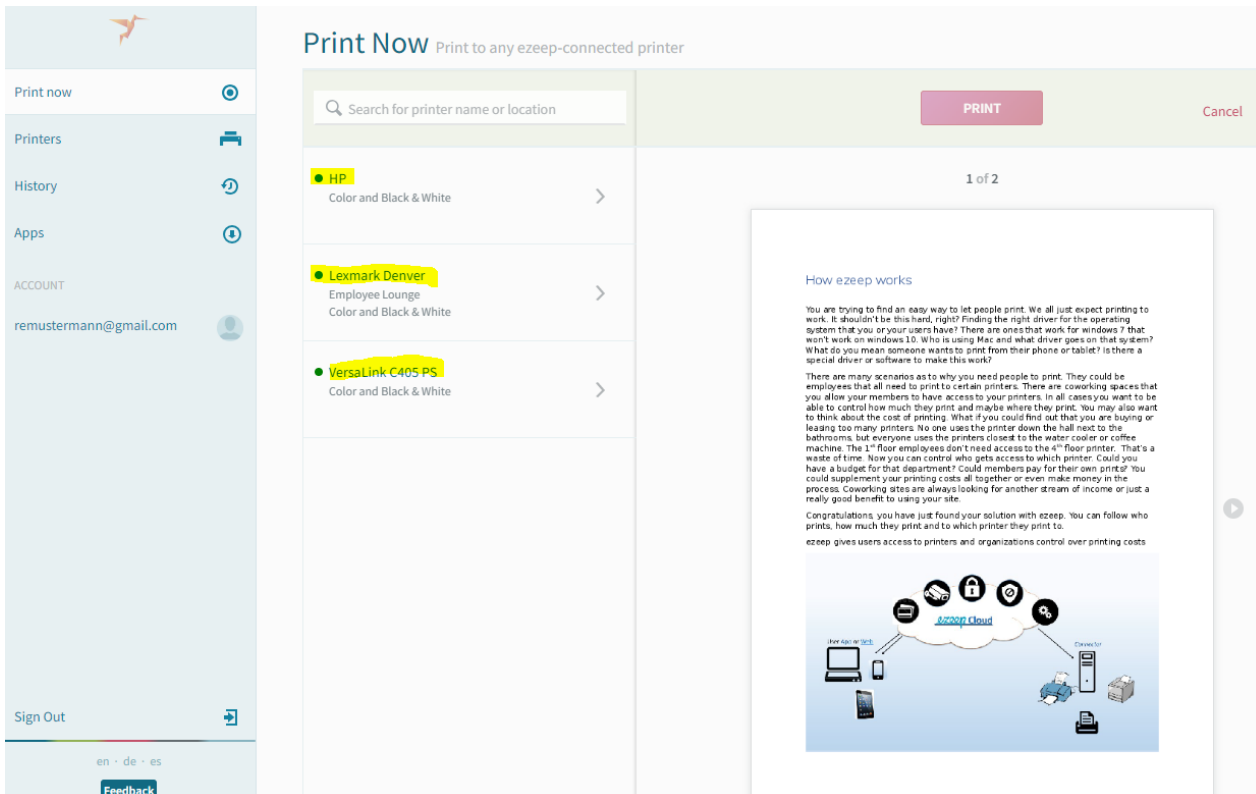 Print now
Printers
History
Apps
ACCOUNT
remustermann@gmail.com
Sign Out
en · de · es
Feedback
Print Now Print to any ezeep-connected printer
Search for printer name or location
HP
Color and Black & White
Lexmark Denver
Employee Lounge
Color and Black & White
VersaLink C405 PS
Color and Black & White
PRINT
Cancel
1 of 2
How ezeep works
You are trying to find an easy way to let people print. We all just expect printing to
work. It shouldn't be this hard, right? Finding the right driver for the operating
system that you or your users have? There are ones that work for windows 7 that
won't work on windows 10. Who is using Mac and what driver goes on that system?
What do you mean someone wants to print from their phone or tablet? Is there a
special driver or software to make this work?
There are many scenarios as to why you need people to print. They could be
employees that all need to print to certain printers. There are coworking spaces that
you allow your members to have access to your printers. In all cases you want to be
able to control how much they print and maybe where they print. You may also want
to think about the cost of printing. What if you could find out that you are buying or
leasing too many printers. No one uses the printer down the hall next to the
bathrooms, but everyone uses the printers closest to the water cooler or coffee
machine. The 1st floor employees don't need access to the 4th floor printer. That's a
waste of time. Now you can control who gets access to which printer. Could you
have a budget for that department? Could members pay for their own prints? You
could supplement your printing costs all together or even make money in the
process. Coworking sites are always looking for another stream of income or just a
really good benefit to using your site.
Congratulations, you have just found your solution with ezeep. You can follow who
prints, how much they print and to which printer they print to.
ezeep gives users access to printers and organizations control over printing costs
ezeep Cloud
User App or Web
Connector